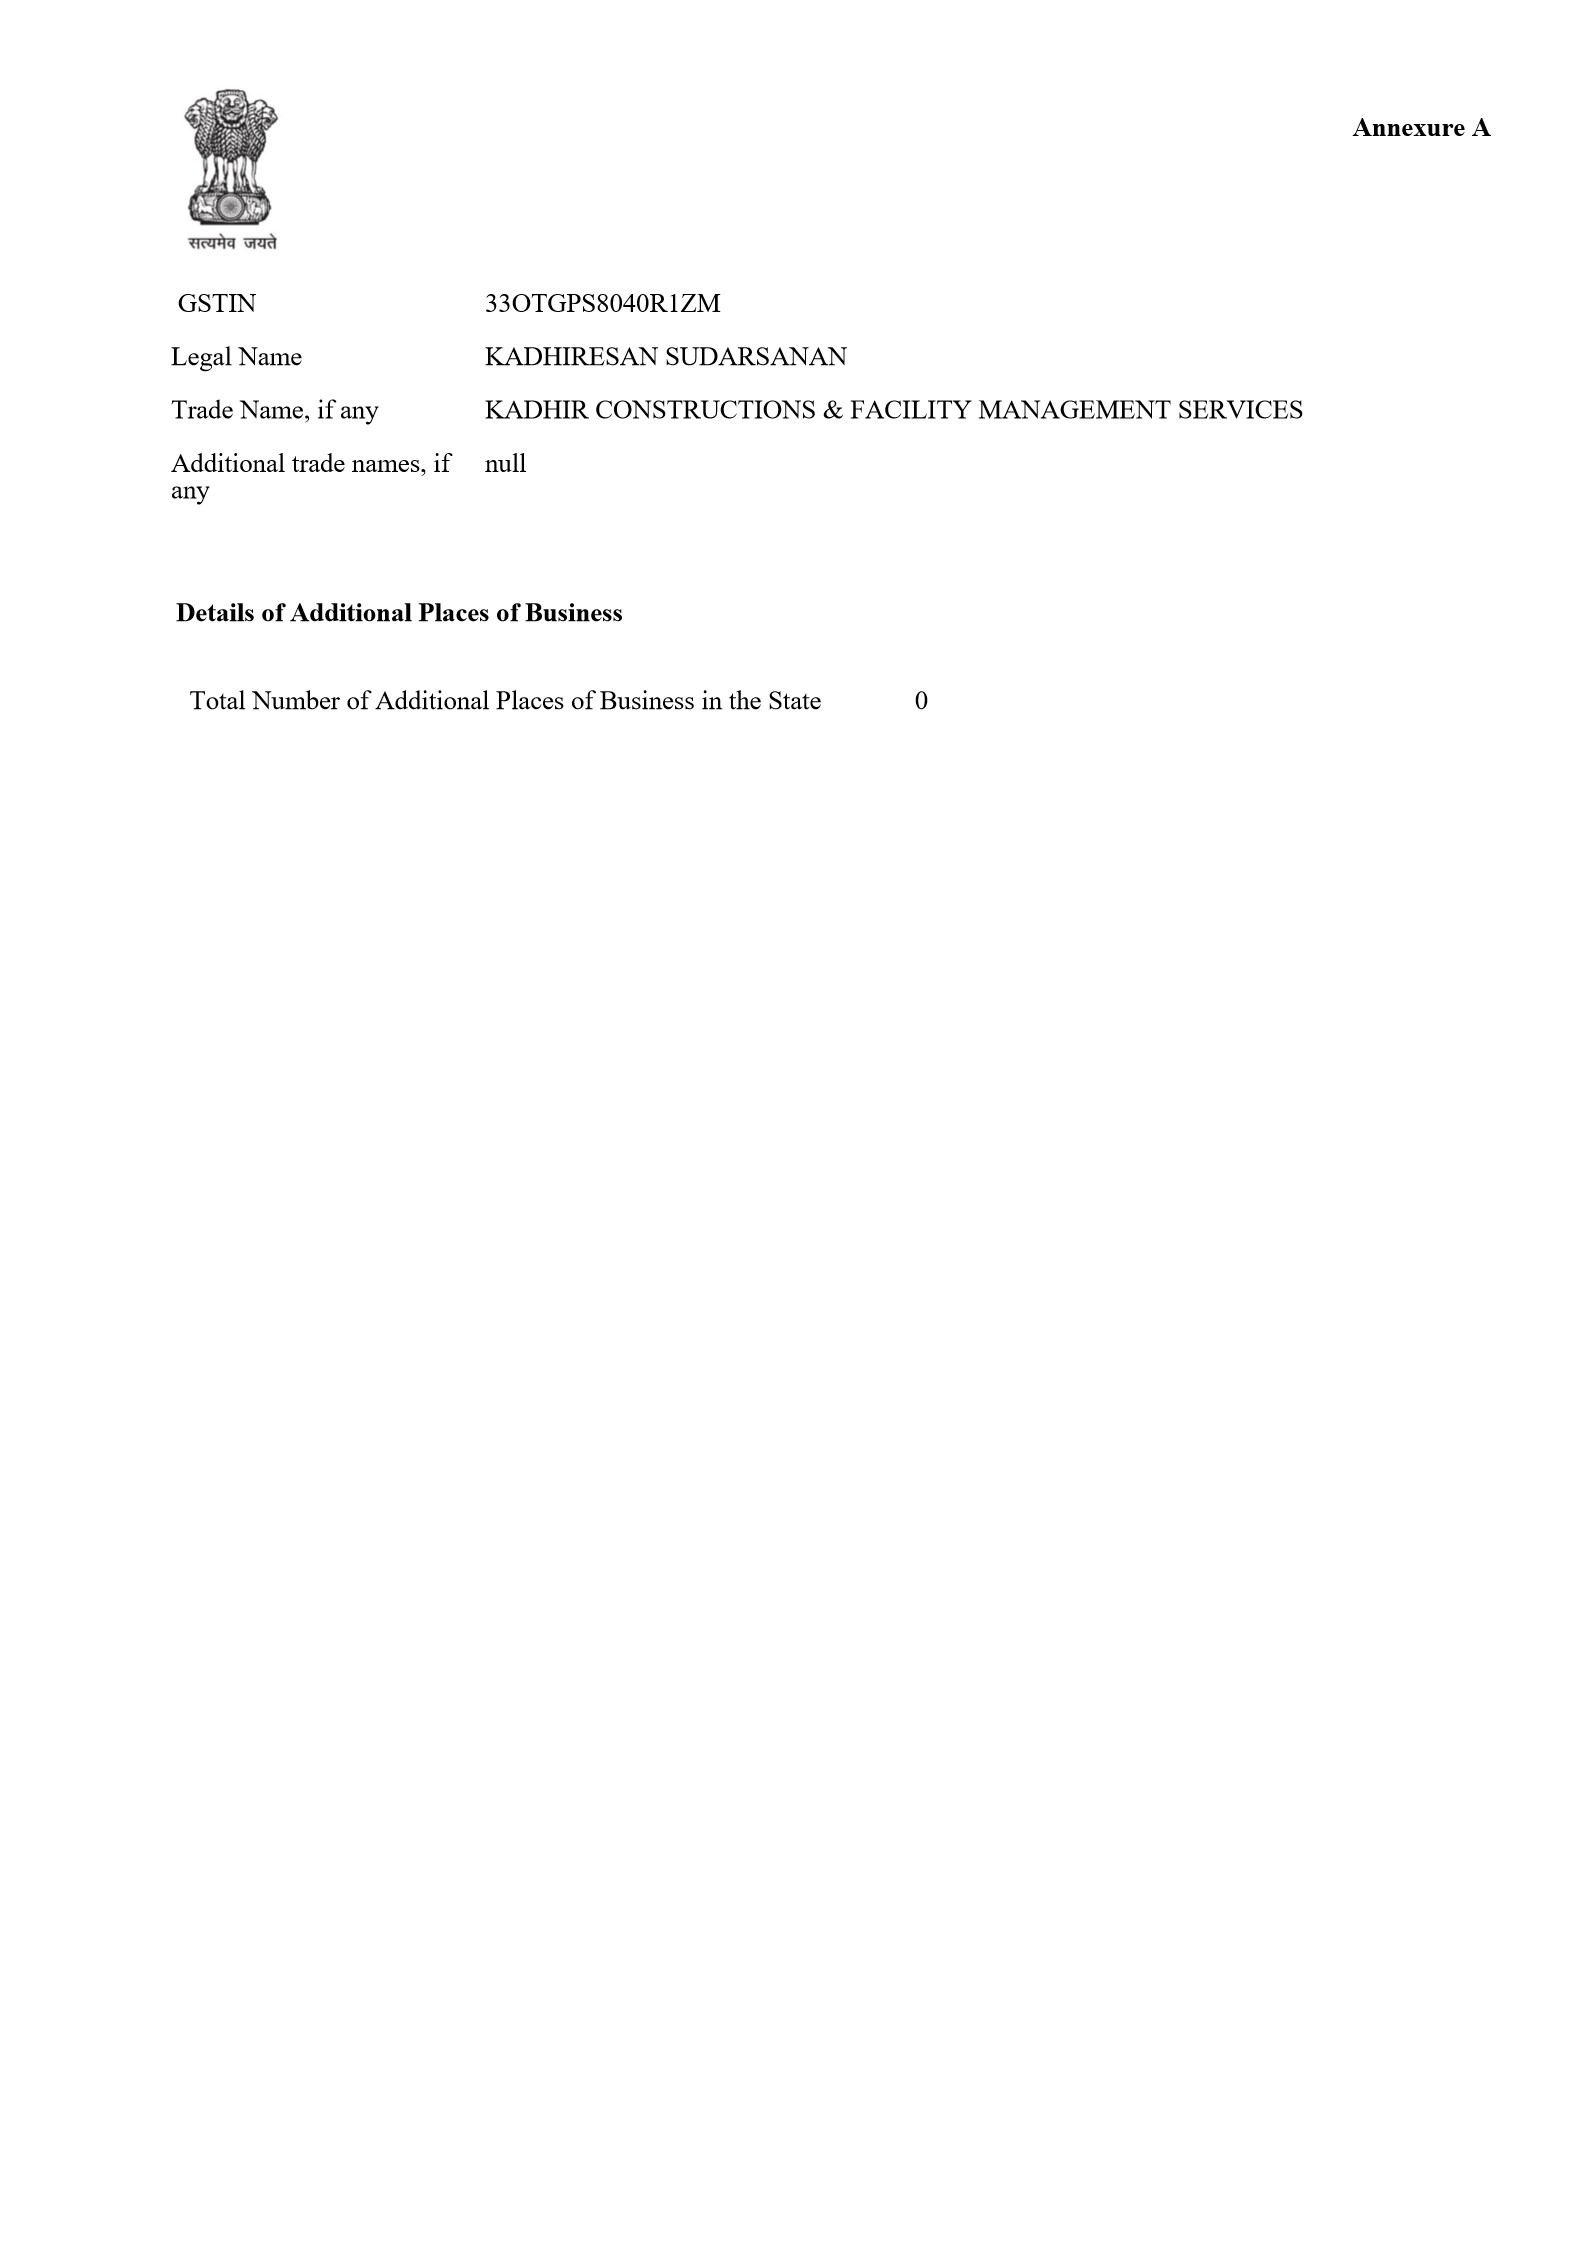 Annexure A
सत्यमेव जयते
GSTIN 33OTGPS8040R1ZM
Legal Name KADHIRESAN SUDARSANAN
Trade Name, if any KADHIR CONSTRUCTIONS & FACILITY MANAGEMENT SERVICES
Additional trade names, if null
any
Details of Additional Places of Business
Total Number of Additional Places of Business in the State 0